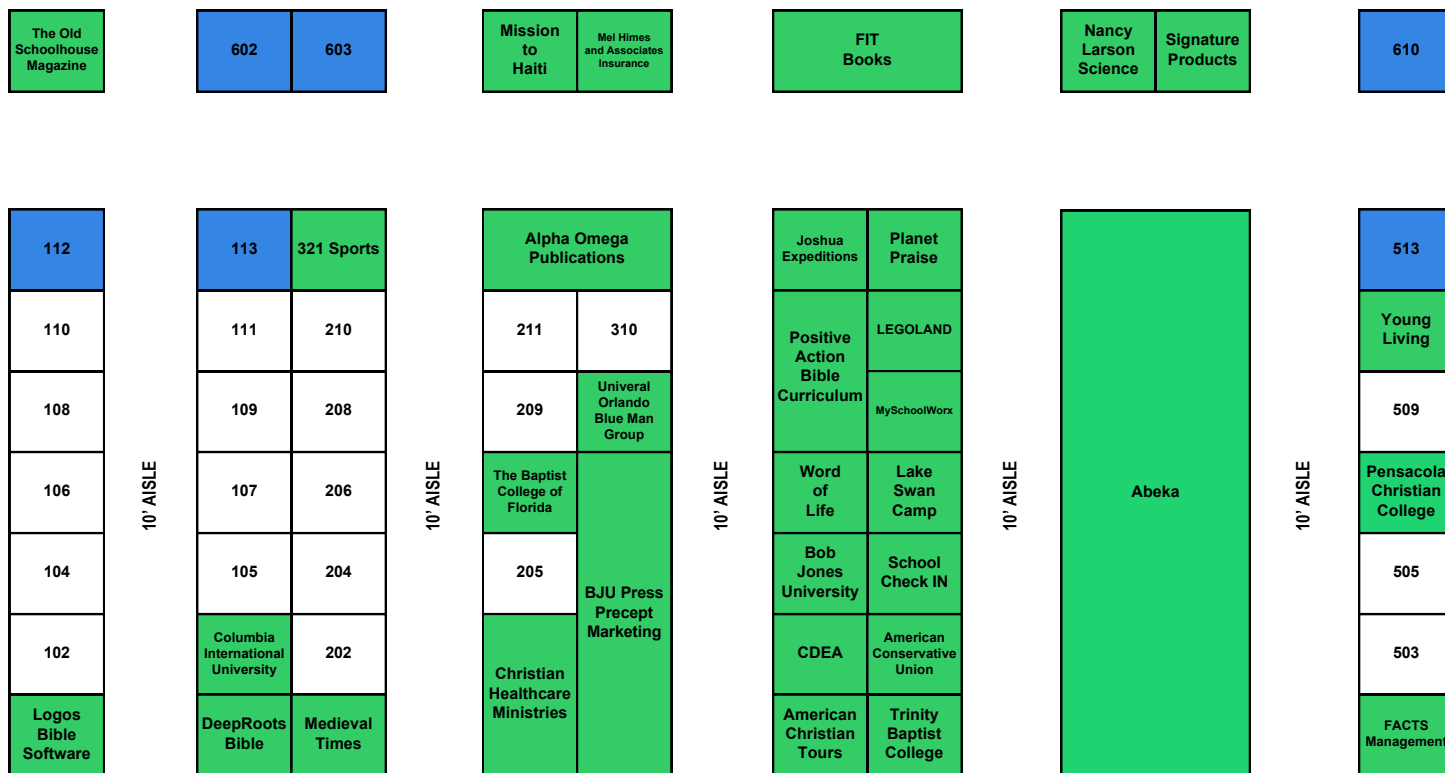 The Old
Schoolhouse
Magazine
602
603
Mission
to
Haiti
Mel Himes
and Associates
Insurance
FIT
Books
Nancy
Larson
Science
Signature
Products
610
112
113
321 Sports
Alpha Omega
Publications
Joshua
Expeditions
Planet
Praise
513
110
111
210
211
310
Positive
Action
Bible
Curriculum
LEGOLAND
Young
Living
108
109
208
209
Univeral
Orlando
Blue Man
Group
MySchoolWorx
509
106
10' AISLE
107
206
10' AISLE
The Baptist
College of
Florida
BJU Press
Precept
Marketing
10' AISLE
Word
of
Life
Lake
Swan
Camp
10' AISLE
Abeka
10' AISLE
Pensacola
Christian
College
104
105
204
205
Bob
Jones
University
School
Check IN
505
102
Columbia
International
University
202
Christian
Healthcare
Ministries
CDEA
American
Conservative
Union
503
Logos
Bible
Software
DeepRoots
Bible
Medieval
Times
American
Christian
Tours
Trinity
Baptist
College
FACTS
Management